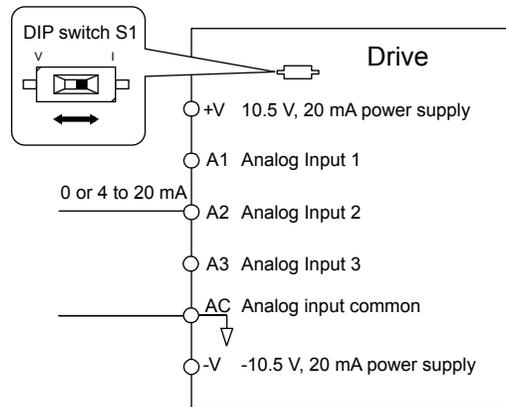 DIP switch S1
V I
Drive
+V 10.5 V, 20 mA power supply
A1 Analog Input 1
0 or 4 to 20 mA
A2 Analog Input 2
A3 Analog Input 3
AC Analog input common
-V -10.5 V, 20 mA power supply